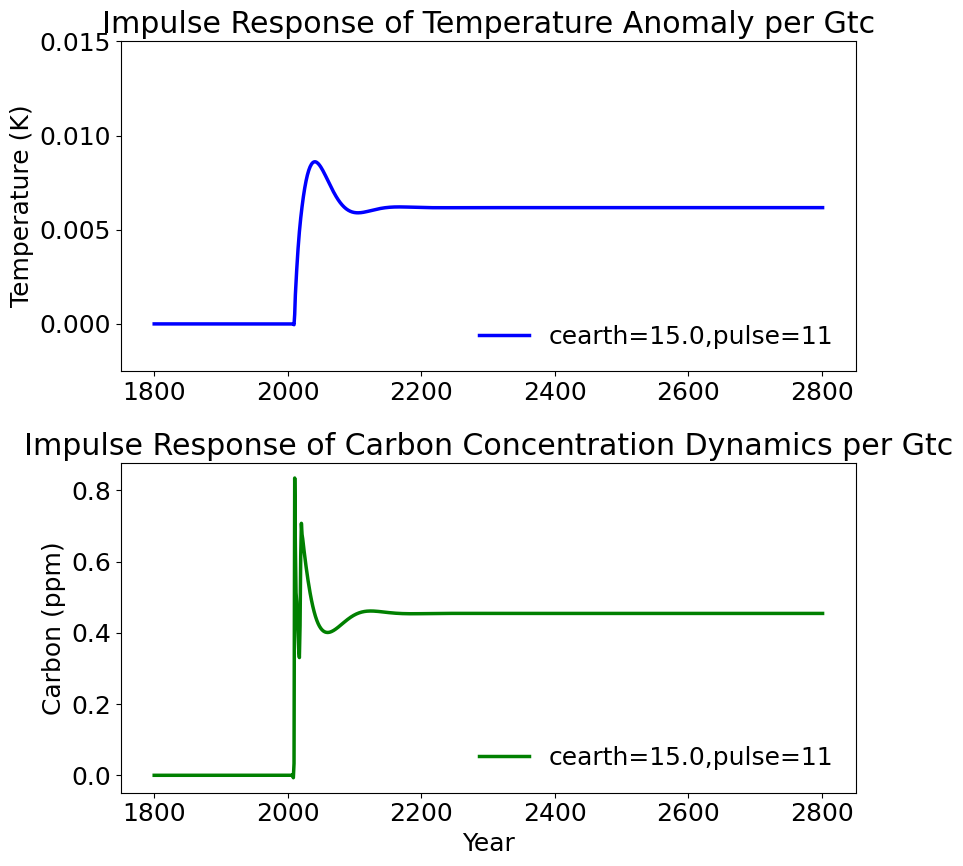 Impulse Response of Temperature Anomaly per Gtc
0.015
0.010
0.005
0.000
Temperature (K)
cearth=15.0,pulse=11
1800 2000 2200 2400 2600 2800
Impulse Response of Carbon Concentration Dynamics per Gtc
0.8
0.6
0.4
0.2
0.0
Carbon (ppm)
cearth=15.0,pulse=11
1800 2000 2200 2400 2600 2800
Year